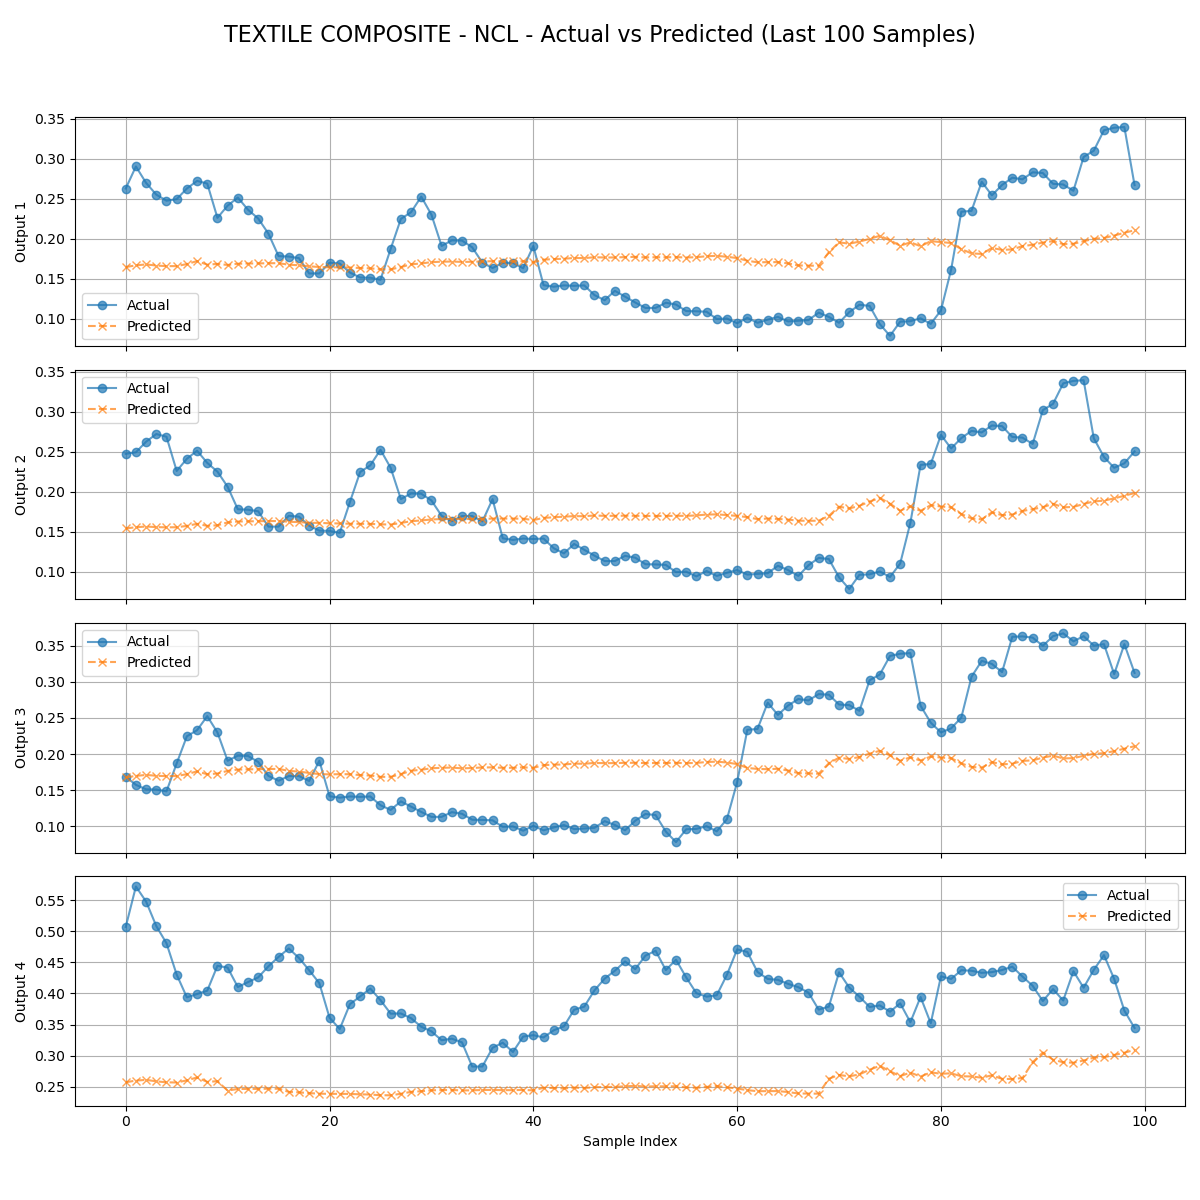 TEXTILE COMPOSITE - NCL - Actual vs Predicted (Last 100 Samples)
0.35
0.30
0.25
0.20
0.15
0.10
Output 1
Actual
Predicted
0.35
0.30
0.25
0.20
0.15
0.10
Output 2
Actual
Predicted
0.35
0.30
0.25
0.20
0.15
0.10
Output 3
Actual
Predicted
0.55
0.50
0.45
0.40
0.35
0.30
0.25
Output 4
Actual
Predicted
0 20 40 60 80 100
Sample Index